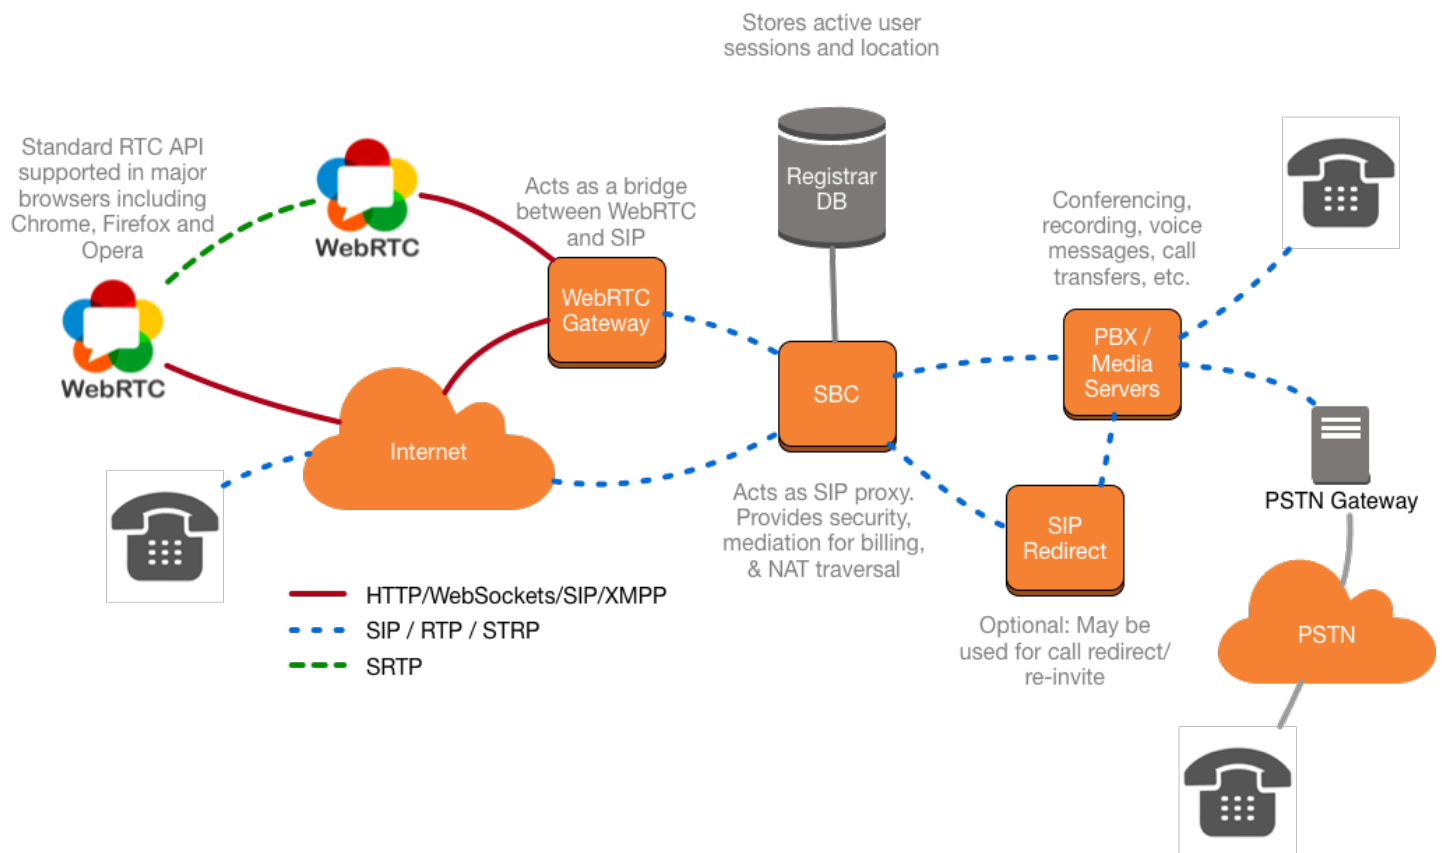 Stores active user
sessions and location
Standard RTC API
supported in major
browsers including
Chrome, Firefox and
Opera
WebRTC
WebRTC
Acts as a bridge
between WebRTC
and SIP
WebRTC
Gateway
Registrar
DB
Conferencing,
recording, voice
messages, call
transfers, etc.
PBX /
Media
Servers
SBC
Internet
Acts as SIP proxy.
Provides security,
mediation for billing,
& NAT traversal
SIP
Redirect
PSTN Gateway
Optional: May be
used for call redirect/
re-invite
PSTN
HTTP/WebSockets/SIP/XMPP
SIP / RTP / STRP
SRTP